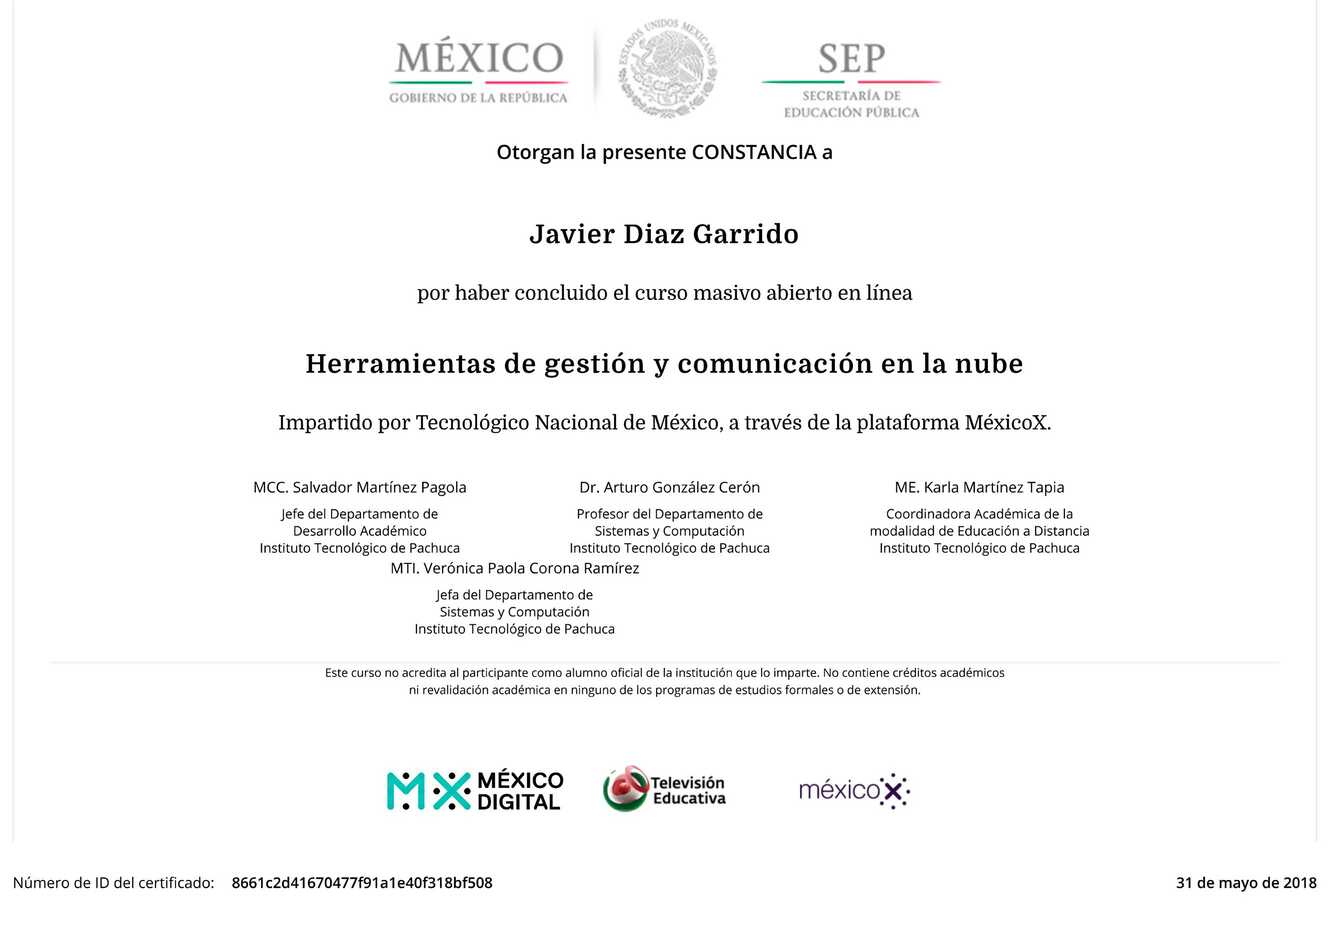 MÉXICO
GOBIERNO DE LA REPÚBLICA
ESTADOS UNIDOS MEXICANOS
SEP
SECRETARÍA DE
EDUCACIÓN PÚBLICA
Otorgan la presente CONSTANCIA a
Javier Diaz Garrido
por haber concluido el curso masivo abierto en línea
Herramientas de gestión y comunicación en la nube
Impartido por Tecnológico Nacional de México, a través de la plataforma MéxicoX.
MCC. Salvador Martínez Pagola
Jefe del Departamento de
Desarrollo Académico
Instituto Tecnológico de Pachuca
Dr. Arturo González Cerón
Profesor del Departamento de
Sistemas y Computación
Instituto Tecnológico de Pachuca
ME. Karla Martínez Tapia
Coordinadora Académica de la
modalidad de Educación a Distancia
Instituto Tecnológico de Pachuca
MTI. Verónica Paola Corona Ramírez
Jefa del Departamento de
Sistemas y Computación
Instituto Tecnológico de Pachuca
Este curso no acredita al participante como alumno oficial de la institución que lo imparte. No contiene créditos académicos
ni revalidación académica en ninguno de los programas de estudios formales o de extensión.
MX MÉXICO
DIGITAL
Televisión
Educativa
méxicoX
Número de ID del certificado: 8661c2d41670477f91a1e40f318bf508
31 de mayo de 2018